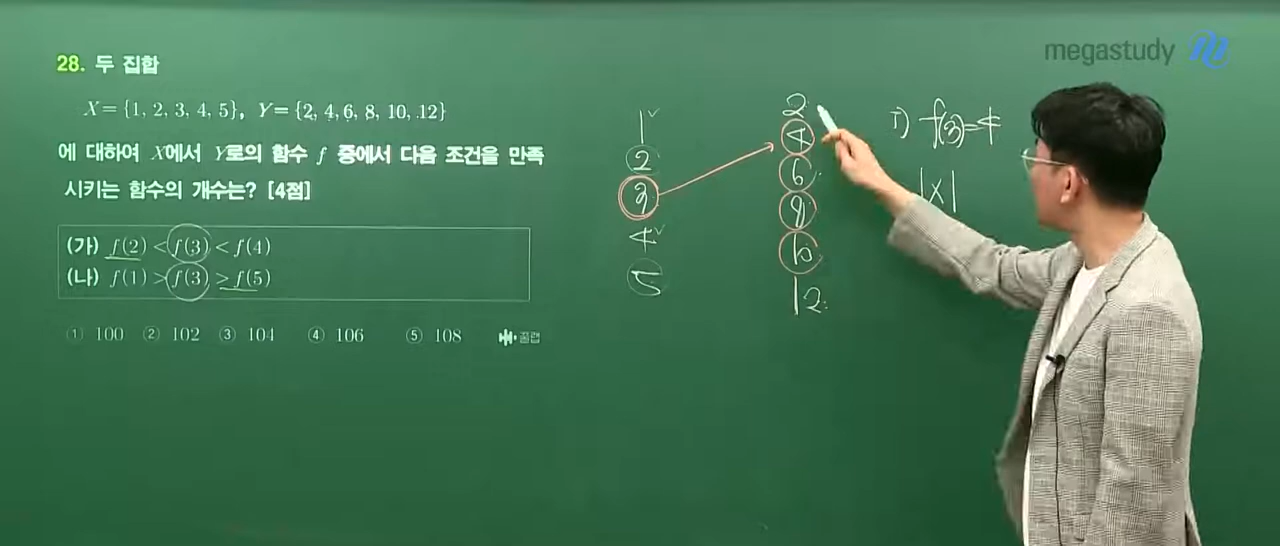 megastudy
28. 두 집합
X = {1, 2, 3, 4, 5}, Y = {2, 4, 6, 8, 10, 12}
에 대하여 X에서 Y로의 함수 f 중에서 다음 조건을 만족
시키는 함수의 개수는? [4점]
(가) f(2) < f(3) < f(4)
(나) f(1) > f(3) ≥ f(5)
① 100 ② 102 ③ 104 ④ 106 ⑤ 108 꿀랩
1
2
3
4
5
2
4
6
8
10
12
I) f(3)=4
1×1